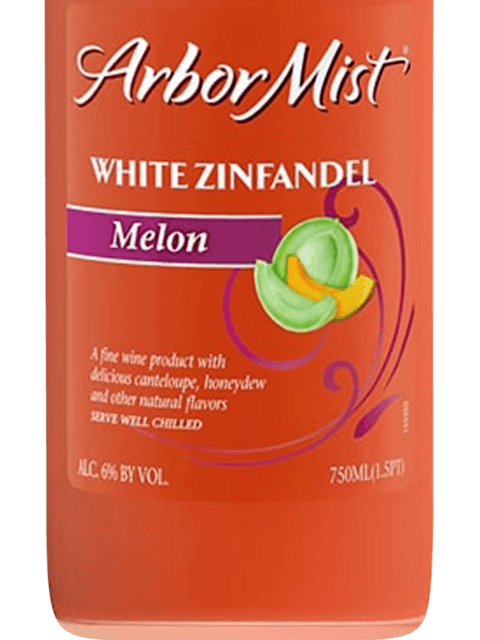 Arbor Mist®
WHITE ZINFANDEL
Melon
A fine wine product with
delicious canteloupe, honeydew
and other natural flavors
SERVE WELL CHILLED
ALC. 6% BY VOL.
750ML(1.5PT)